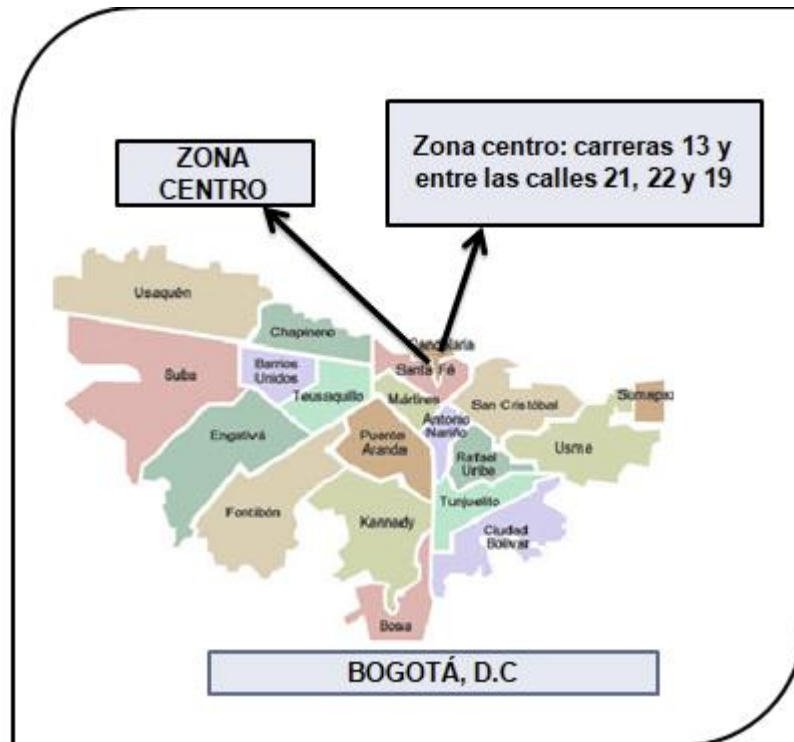 ZONA
CENTRO
Zona centro: carreras 13 y
entre las calles 21, 22 y 19
Usaquén
Chapinero
Suba
Barrios
Unidos
Teusaquillo
Engativá
Fontibón
Puente
Aranda
Kennady
Bosa
Candelaria
Santa Fé
Mártires
Antonio
Nariño
San Cristóbal
Rafael
Uribe
Tunjuelito
Ciudad
Bolívar
Usme
Sumapaz
BOGOTÁ, D.C